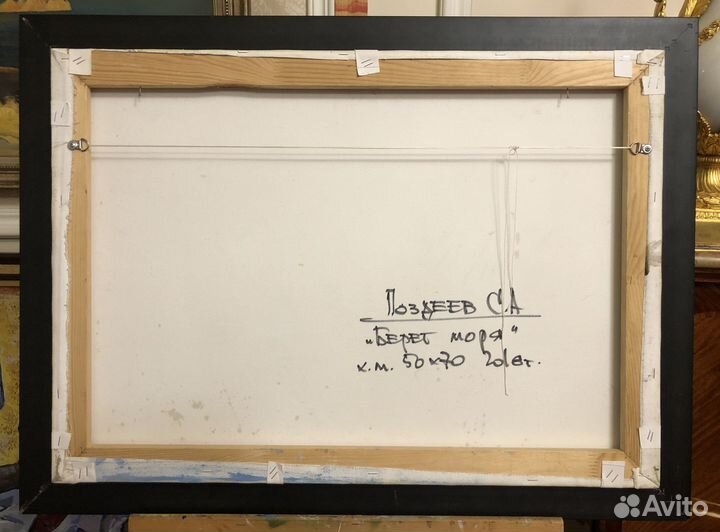 Поздеев С.А
„Берег моря"
х.м. 50х70 2018г.
Avito